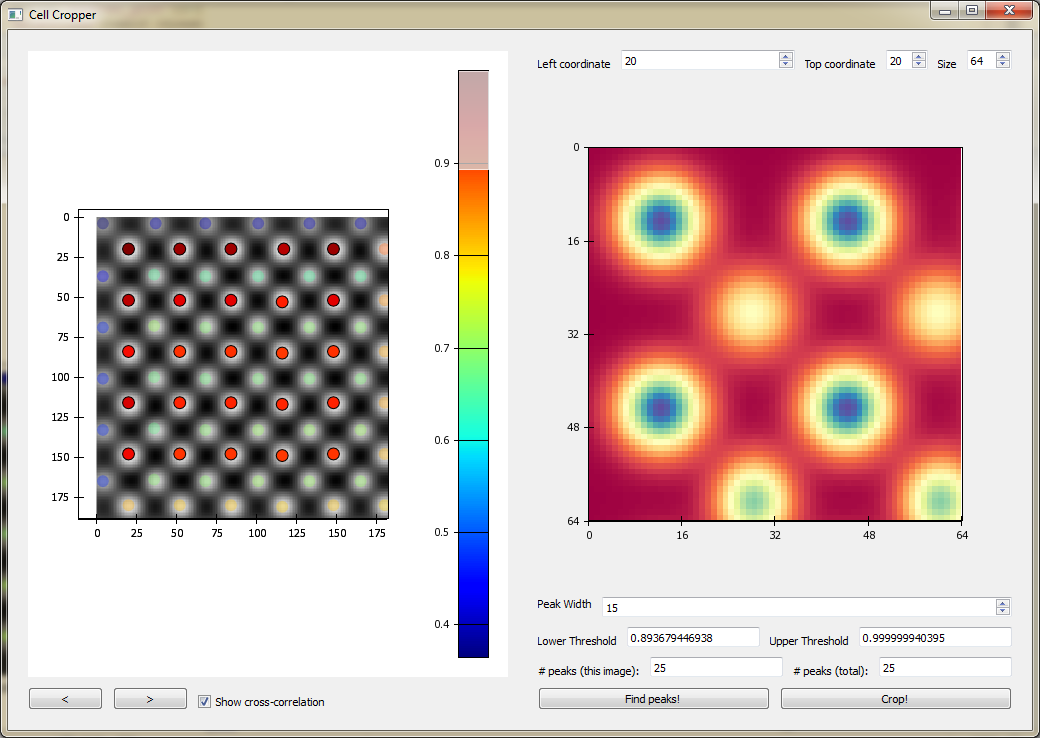 Cell Cropper
Left coordinate 20 Top coordinate 20 Size 64
0.9
0.8
0.7
0.6
0.5
0.4
0
25
50
75
100
125
150
175
0 25 50 75 100 125 150 175
0
16
32
48
64
0 16 32 48 64
Peak Width 15
Lower Threshold 0.893679446938 Upper Threshold 0.999999940395
# peaks (this image): 25 # peaks (total): 25
< > Show cross-correlation Find peaks! Crop!